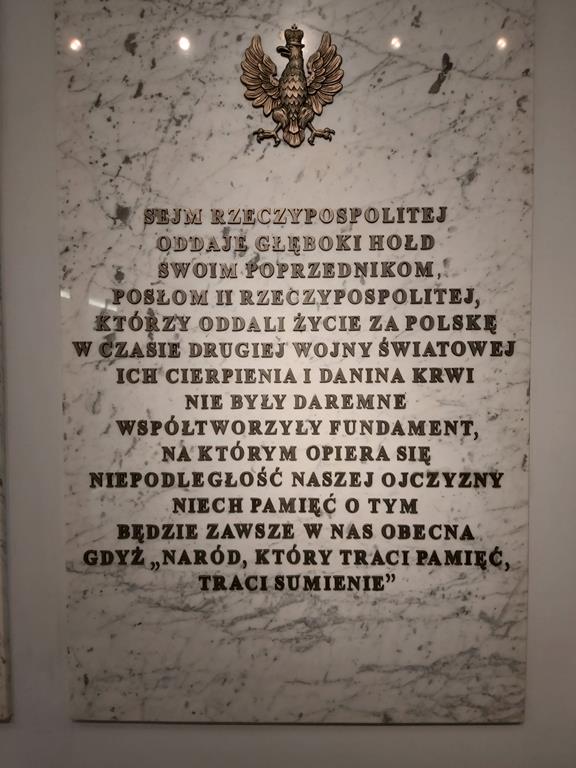 SEJM RZECZYPOSPOLITEJ
ODDAJE GŁĘBOKI HOŁD
SWOIM POPRZEDNIKOM,
POSŁOM II RZECZYPOSPOLITEJ,
KTÓRZY ODDALI ŻYCIE ZA POLSKĘ
W CZASIE DRUGIEJ WOJNY ŚWIATOWEJ
ICH CIERPIENIA I DANINA KRWI
NIE BYŁY DAREMNE
WSPÓŁTWORZYŁY FUNDAMENT,
NA KTÓRYM OPIERA SIĘ
NIEPODLEGŁOŚĆ NASZEJ OJCZYZNY
NIECH PAMIĘĆ O TYM
BĘDZIE ZAWSZE W NAS OBECNA
GDYŻ „NARÓD, KTÓRY TRACI PAMIĘĆ,
TRACI SUMIENIE”